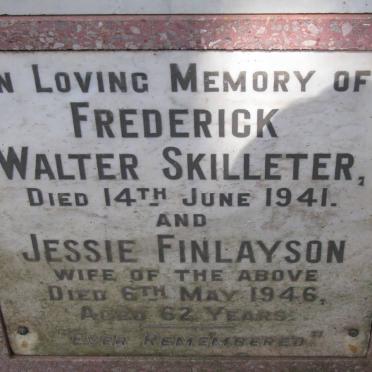 N LOVING MEMORY OF
FREDERICK
WALTER SKILLETER,
DIED 14TH JUNE 1941.
AND
JESSIE FINLAYSON
WIFE OF THE ABOVE
DIED 6TH MAY 1946,
AGED 62 YEARS.
"EVER REMEMBERED"